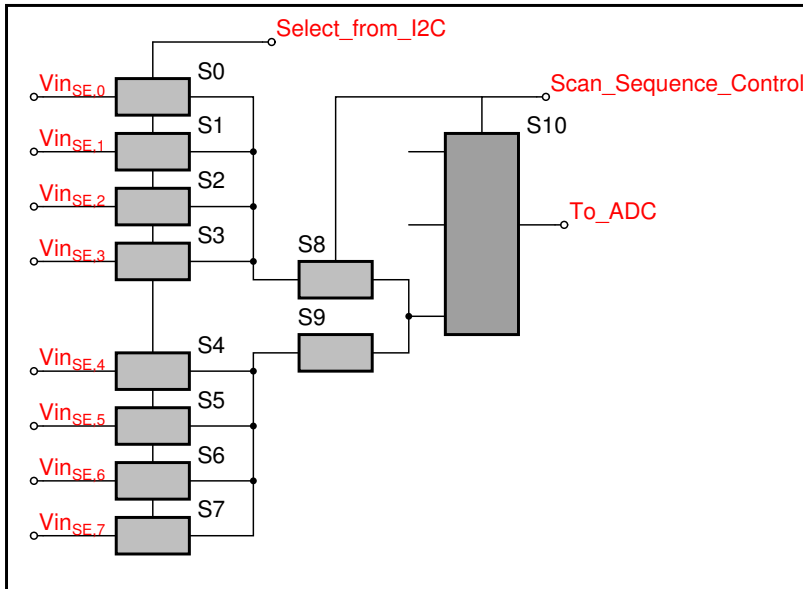 Select_from_I2C
S0
VinSE,0
Scan_Sequence_Control
S1
S10
VinSE,1
S2
VinSE,2
To_ADC
S3
VinSE,3
S8
S9
S4
VinSE,4
S5
VinSE,5
S6
VinSE,6
S7
VinSE,7